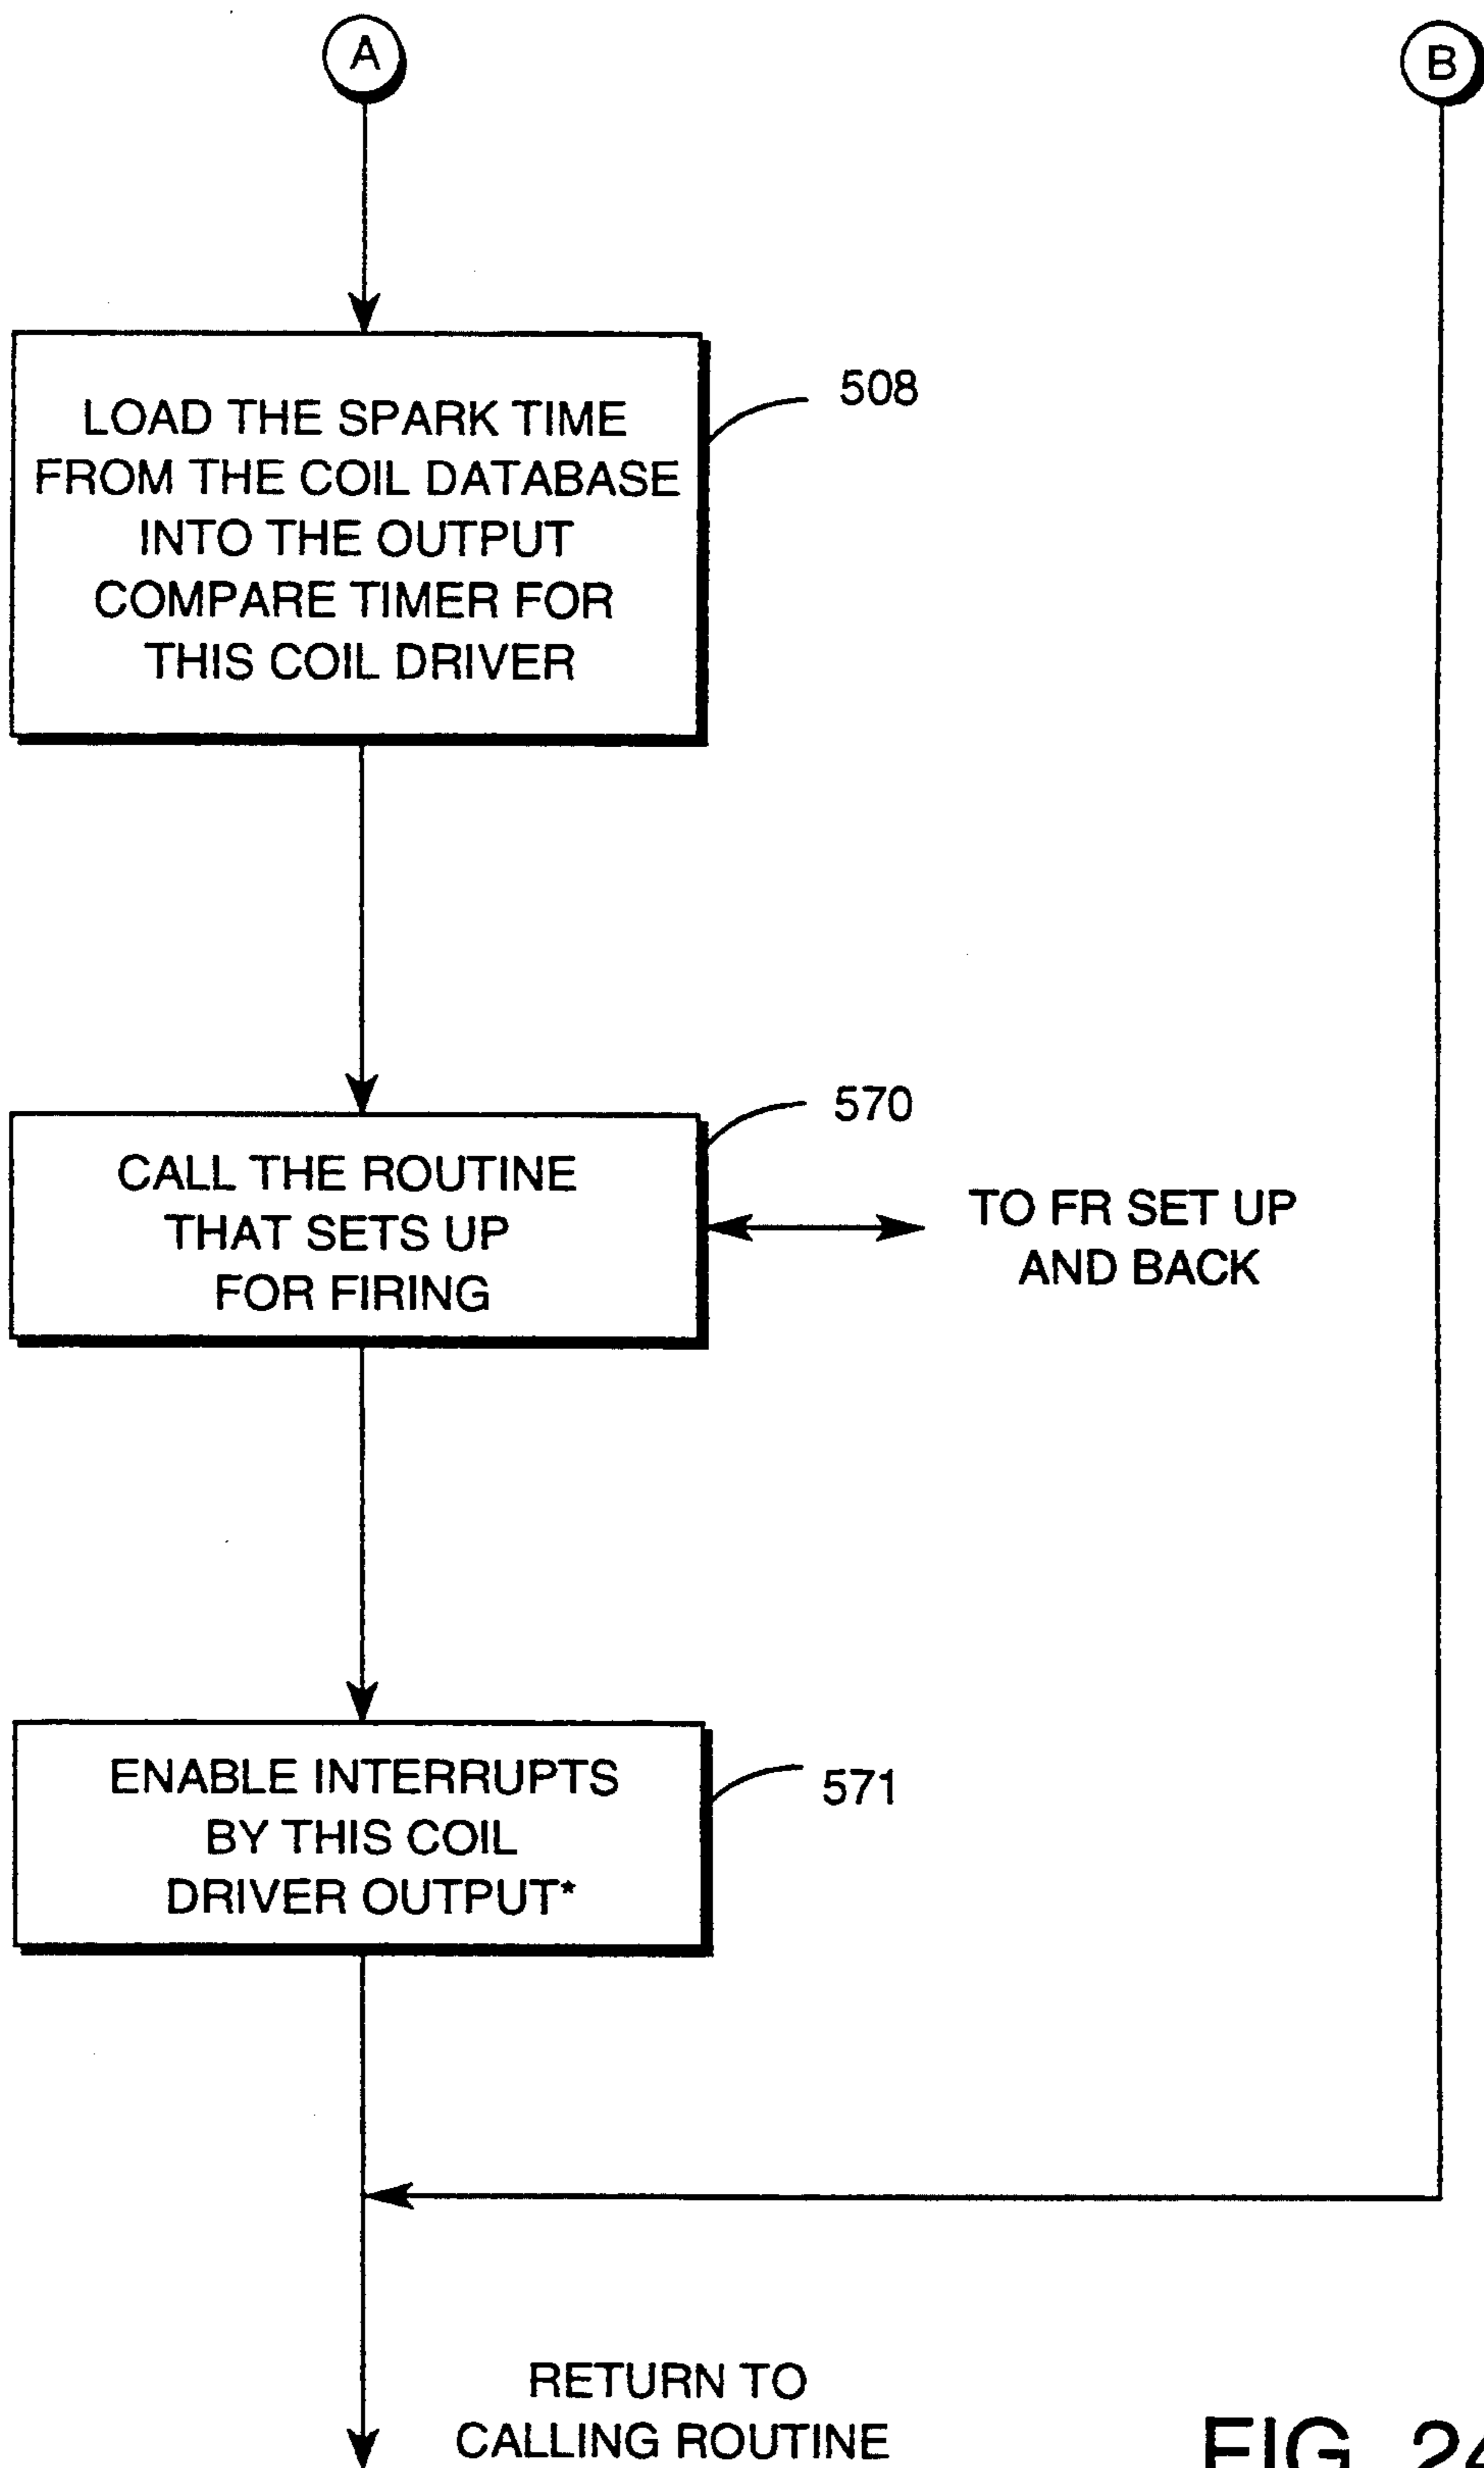 A
B
LOAD THE SPARK TIME
FROM THE COIL DATABASE
INTO THE OUTPUT
COMPARE TIMER FOR
THIS COIL DRIVER
508
CALL THE ROUTINE
THAT SETS UP
FOR FIRING
570
TO FR SET UP
AND BACK
ENABLE INTERRUPTS
BY THIS COIL
DRIVER OUTPUT*
571
RETURN TO
CALLING ROUTINE
FIG. 24